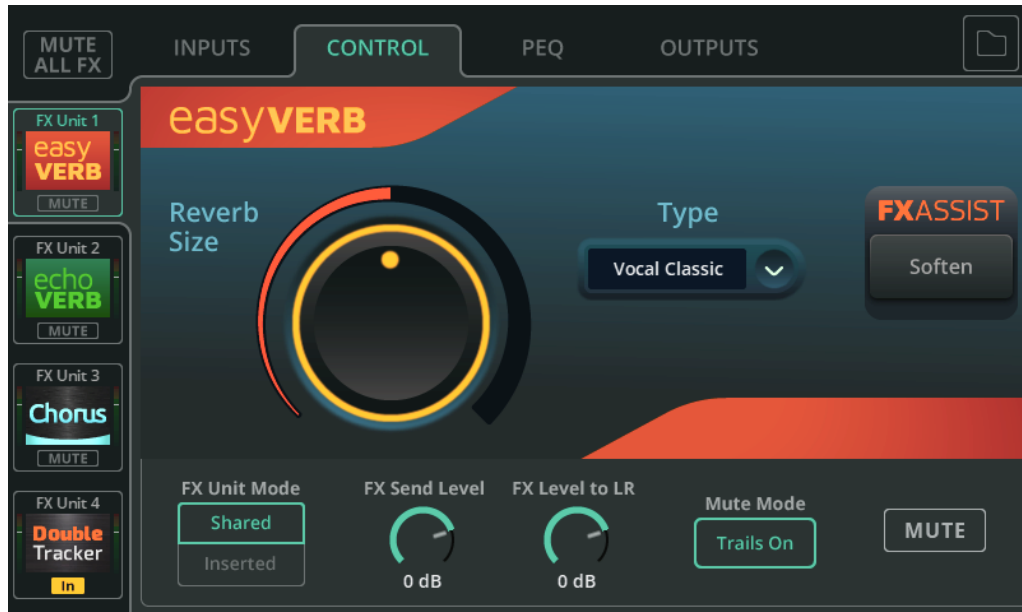 MUTE
ALL FX
INPUTS
CONTROL
PEQ
OUTPUTS
FX Unit 1
easy
VERB
MUTE
FX Unit 2
echo
VERB
MUTE
FX Unit 3
Chorus
MUTE
FX Unit 4
Double
Tracker
In
easyVERB
Reverb
Size
Type
Vocal Classic
FXASSIST
Soften
FX Unit Mode
Shared
Inserted
FX Send Level
0 dB
FX Level to LR
0 dB
Mute Mode
Trails On
MUTE